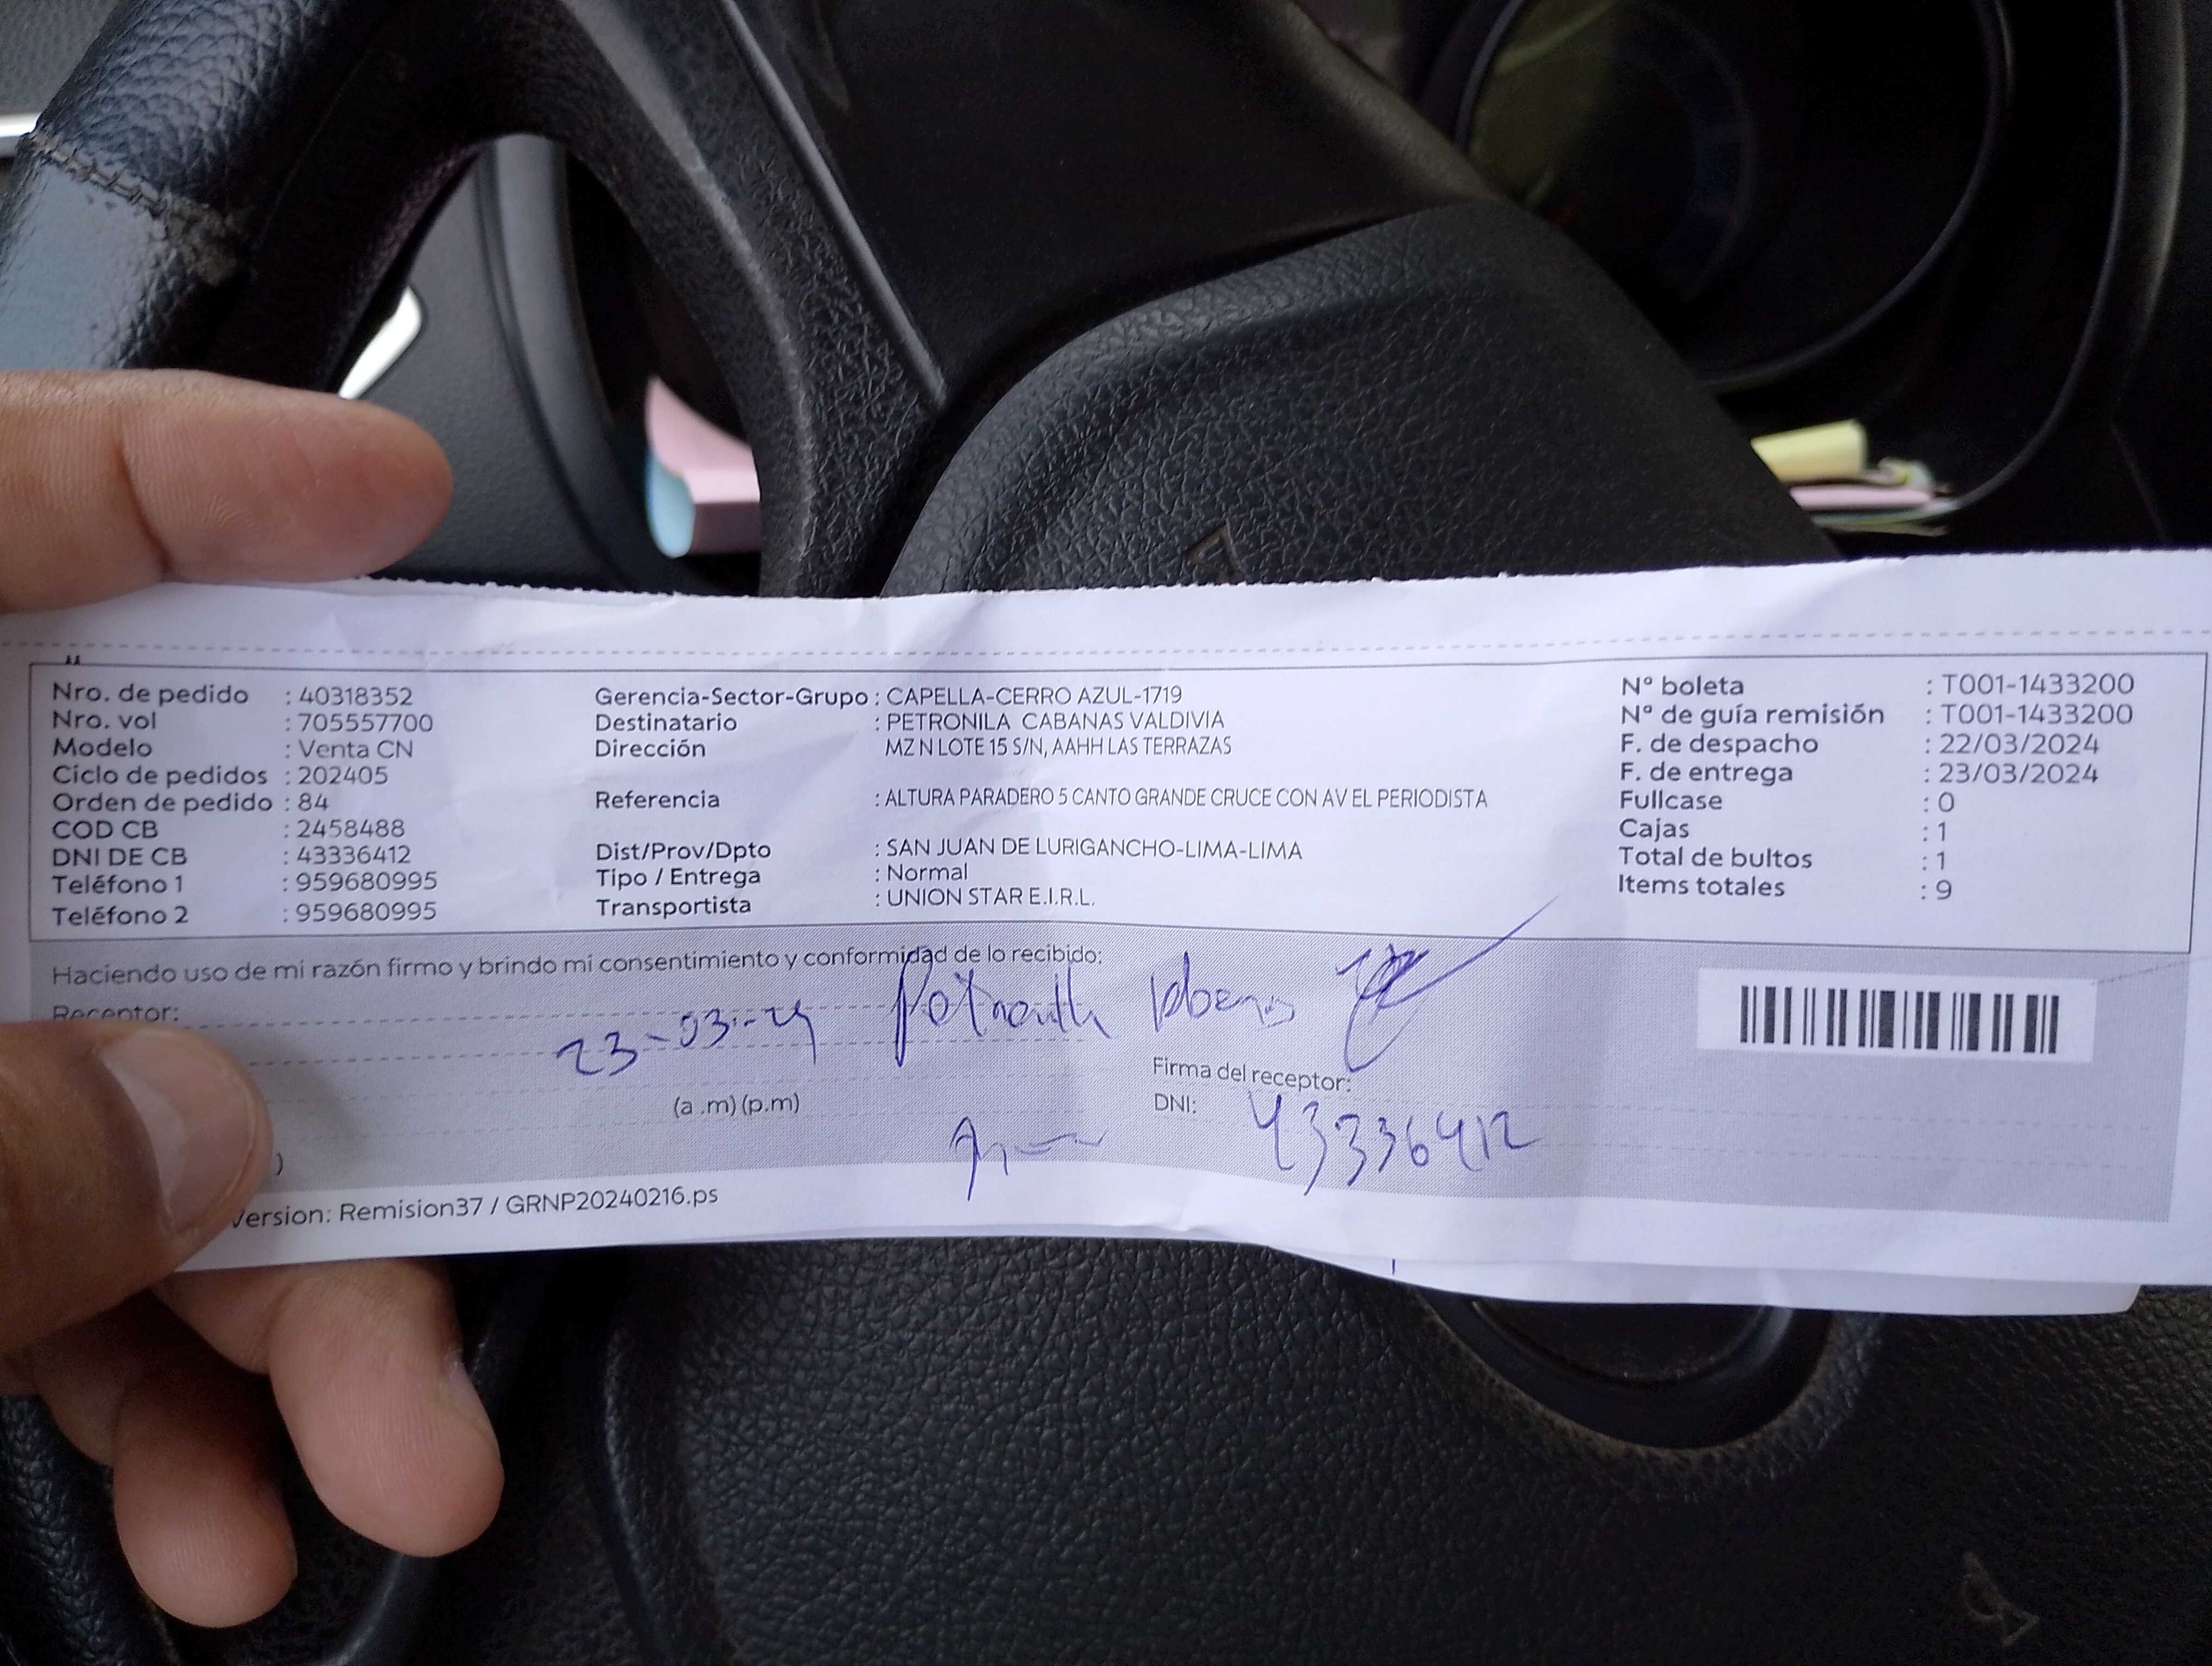 Nro. de pedido : 40318352
Nro. vol : 705557700
Modelo : Venta CN
Ciclo de pedidos : 202405
Orden de pedido : 84
COD CB : 2458488
DNI DE CB : 43336412
Teléfono 1 : 959680995
Teléfono 2 : 959680995
Gerencia-Sector-Grupo : CAPELLA-CERRO AZUL-1719
Destinatario : PETRONILA CABANAS VALDIVIA
Dirección MZ N LOTE 15 S/N, AAHH LAS TERRAZAS
Referencia : ALTURA PARADERO 5 CANTO GRANDE CRUCE CON AV EL PERIODISTA
Dist/Prov/Dpto : SAN JUAN DE LURIGANCHO-LIMA-LIMA
Tipo / Entrega : Normal
Transportista : UNION STAR E.I.R.L.
N° boleta : T001-1433200
N° de guía remisión : T001-1433200
F. de despacho : 22/03/2024
F. de entrega : 23/03/2024
Fullcase : 0
Cajas : 1
Total de bultos : 1
Items totales : 9
Haciendo uso de mi razón firmo y brindo mi consentimiento y conformidad de lo recibido:
Receptor:
23-03-24
Firma del receptor:
(a .m) (p.m)
DNI: 43336412
)
Version: Remision37 / GRNP20240216.ps